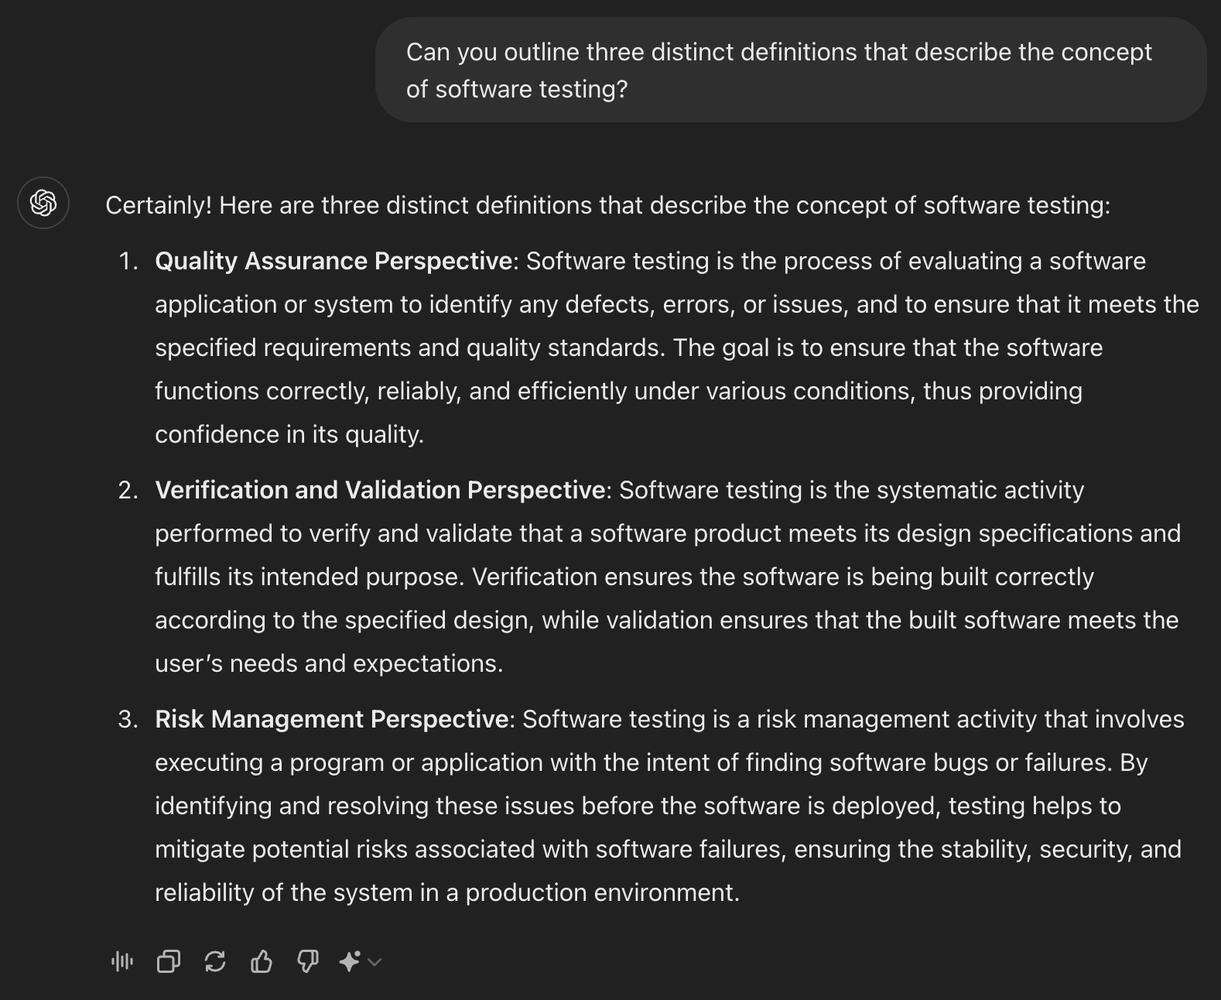 Can you outline three distinct definitions that describe the concept
of software testing?
Certainly! Here are three distinct definitions that describe the concept of software testing:
1. Quality Assurance Perspective: Software testing is the process of evaluating a software
application or system to identify any defects, errors, or issues, and to ensure that it meets the
specified requirements and quality standards. The goal is to ensure that the software
functions correctly, reliably, and efficiently under various conditions, thus providing
confidence in its quality.
2. Verification and Validation Perspective: Software testing is the systematic activity
performed to verify and validate that a software product meets its design specifications and
fulfills its intended purpose. Verification ensures the software is being built correctly
according to the specified design, while validation ensures that the built software meets the
user’s needs and expectations.
3. Risk Management Perspective: Software testing is a risk management activity that involves
executing a program or application with the intent of finding software bugs or failures. By
identifying and resolving these issues before the software is deployed, testing helps to
mitigate potential risks associated with software failures, ensuring the stability, security, and
reliability of the system in a production environment.